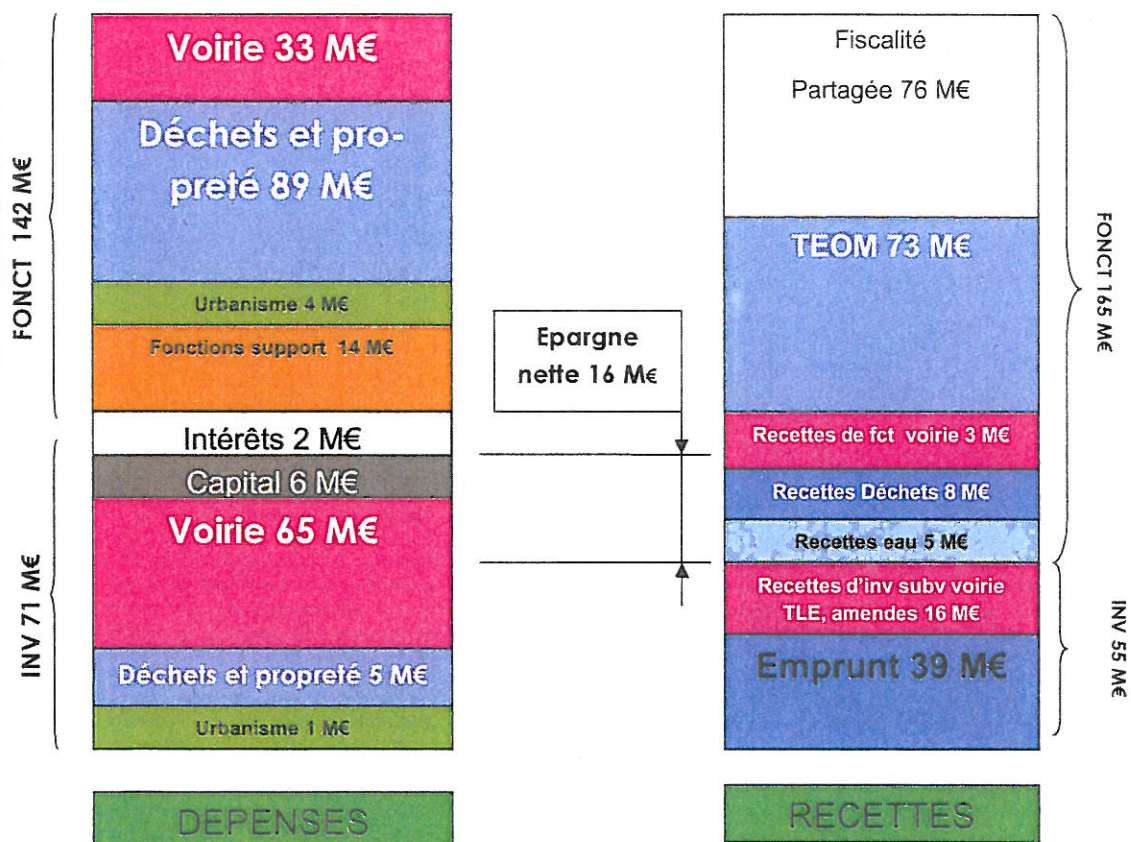 FONCT 142 M€
INV 71 M€
Voirie 33 M€
Déchets et pro-
preté 89 M€
Urbanisme 4 M€
Fonctions support 14 M€
Intérêts 2 M€
Capital 6 M€
Voirie 65 M€
Déchets et propreté 5 M€
Urbanisme 1 M€
DEPENSES
Epargne
nette 16 M€
Fiscalité
Partagée 76 M€
TEOM 73 M€
Recettes de fct voirie 3 M€
Recettes Déchets 8 M€
Recettes eau 5 M€
Recettes d'inv subv voirie
TLE, amendes 16 M€
Emprunt 39 M€
RECETTES
FONCT 165 M€
INV 55 M€